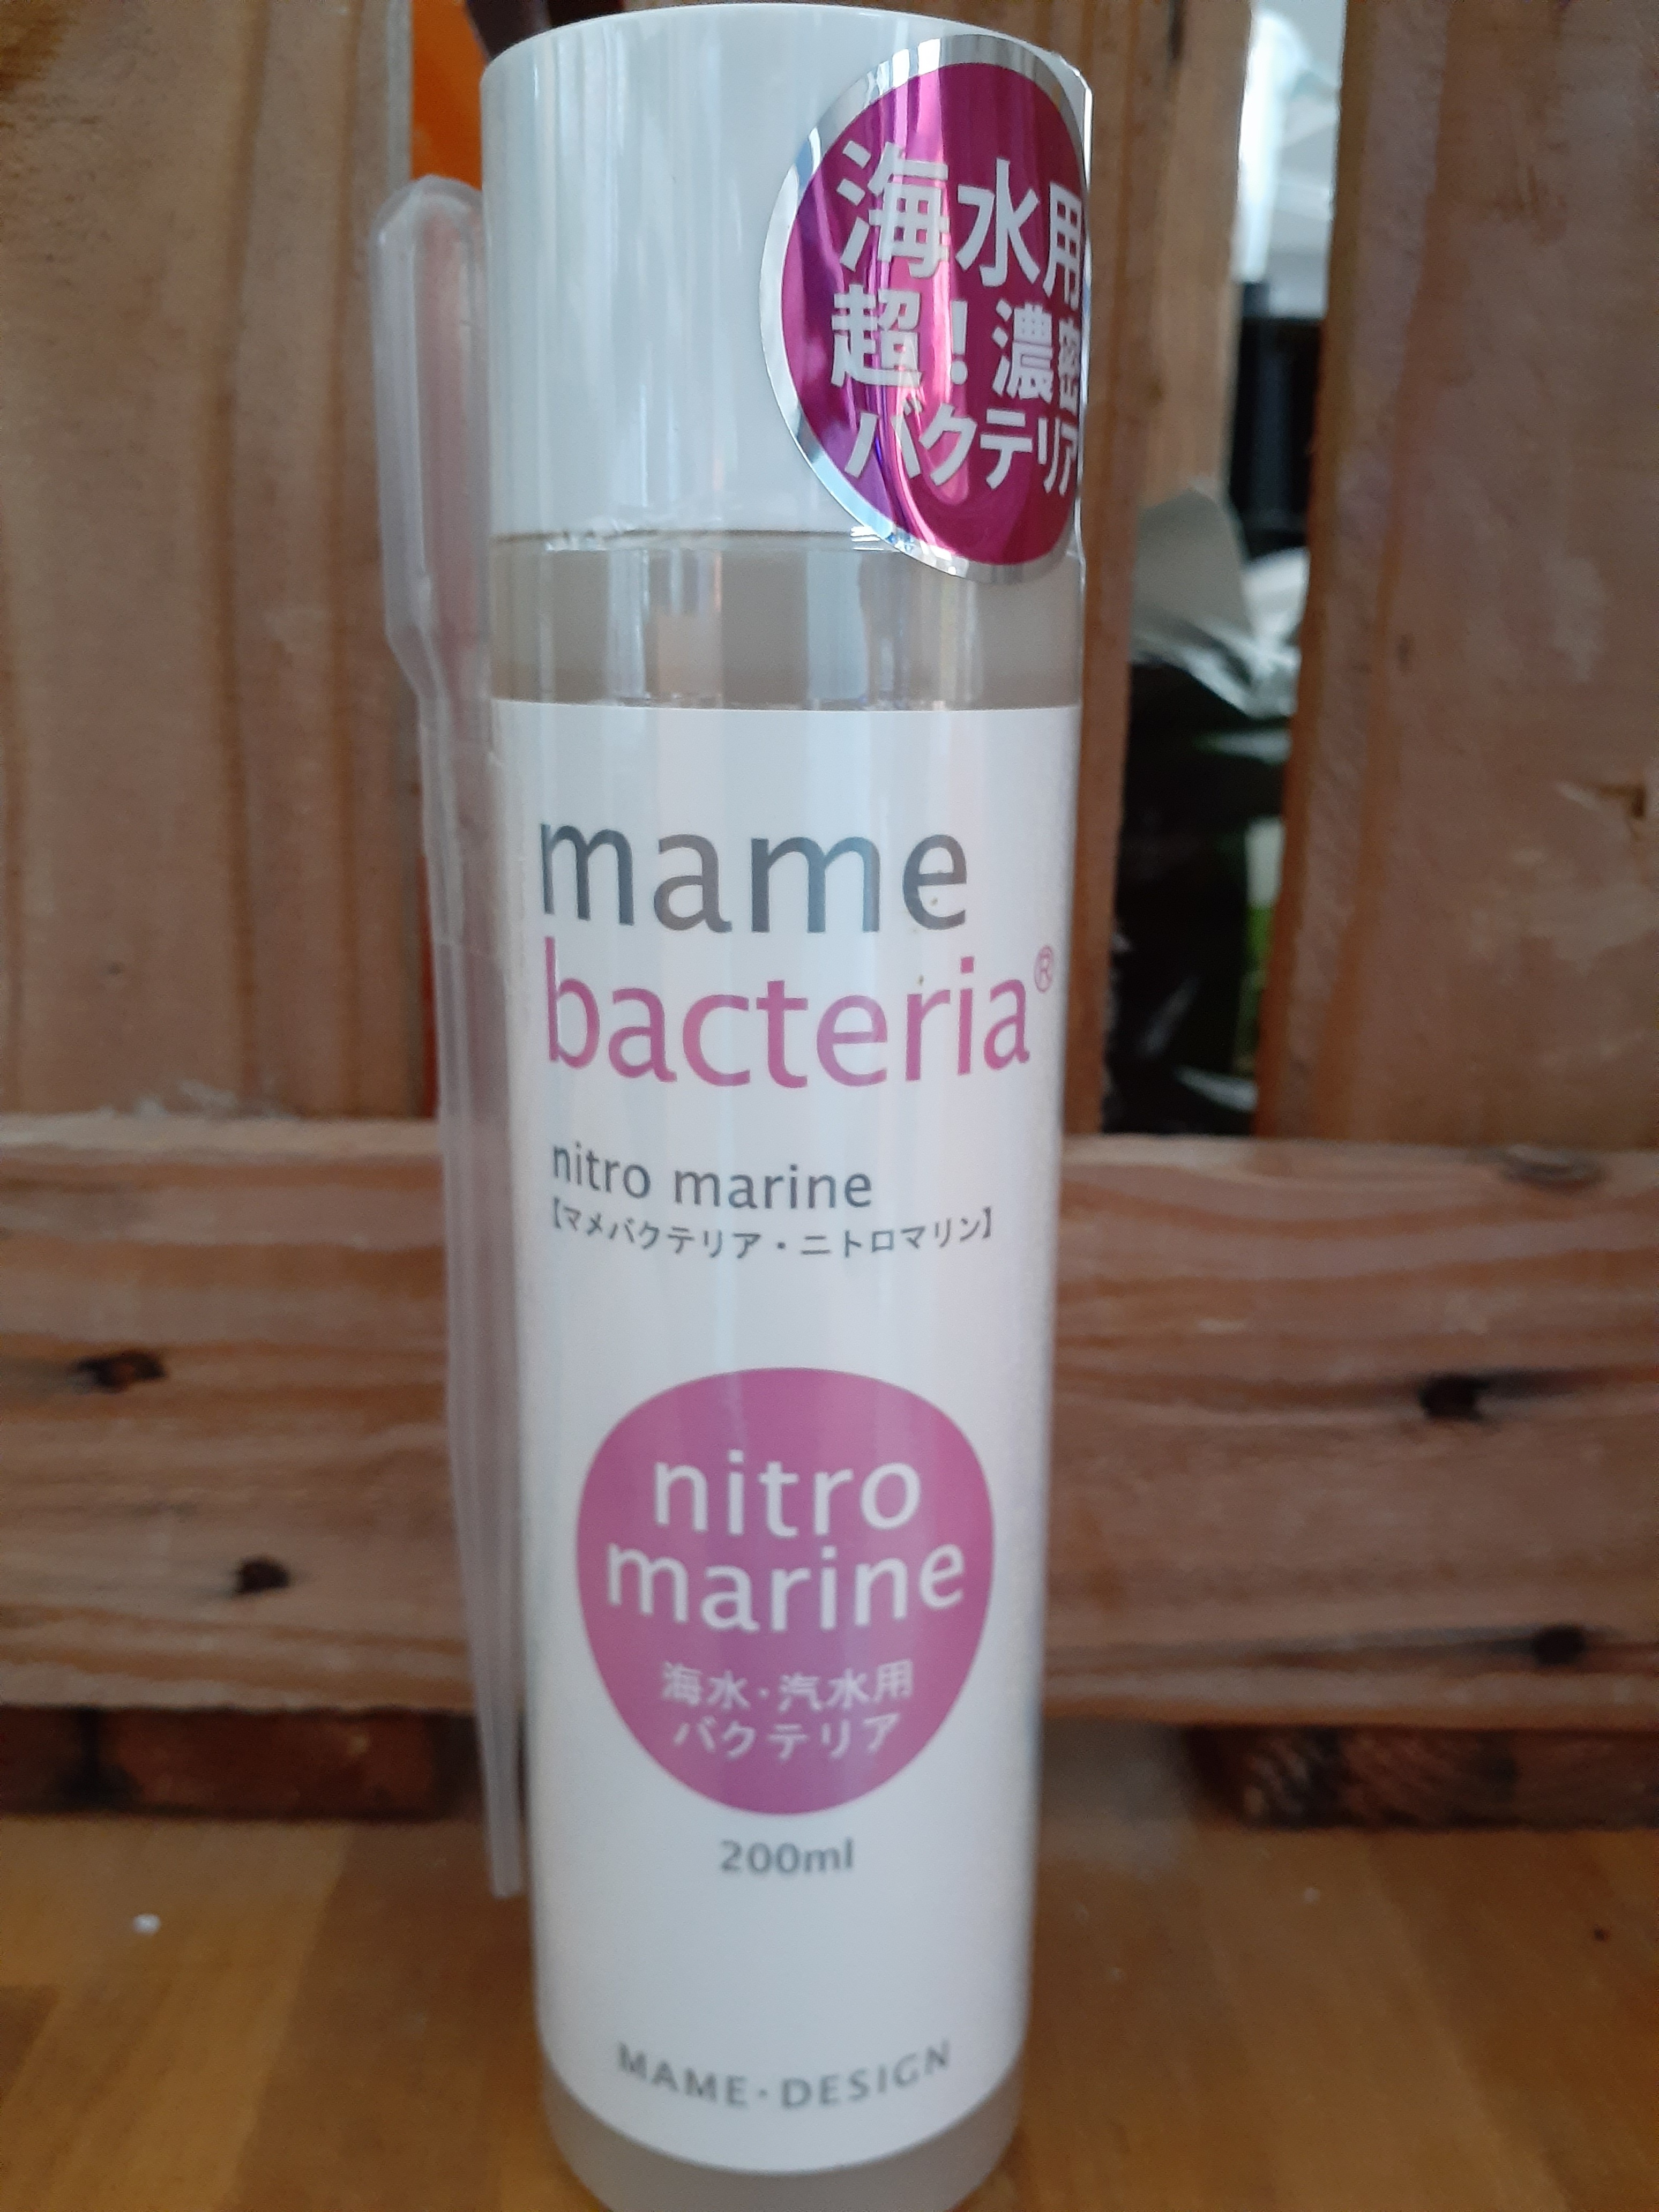 海水用
超!濃密
バクテリア
mame
bacteria®
nitro marine
【マメバクテリア・ニトロマリン】
nitro
marine
海水・汽水用
バクテリア
200ml
MAME・DESIGN